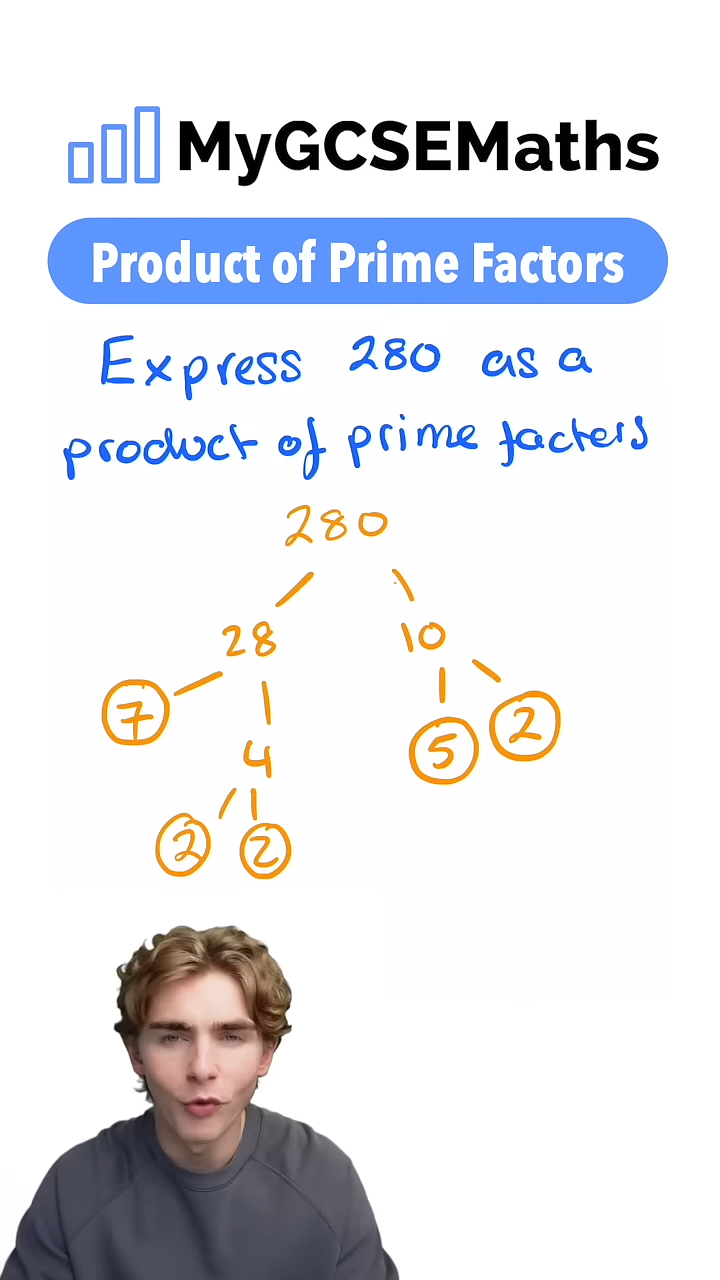 MyGCSEMaths
Product of Prime Factors
Express 280 as a
product of prime facters
280
28 10
7 4 5 2
2 2